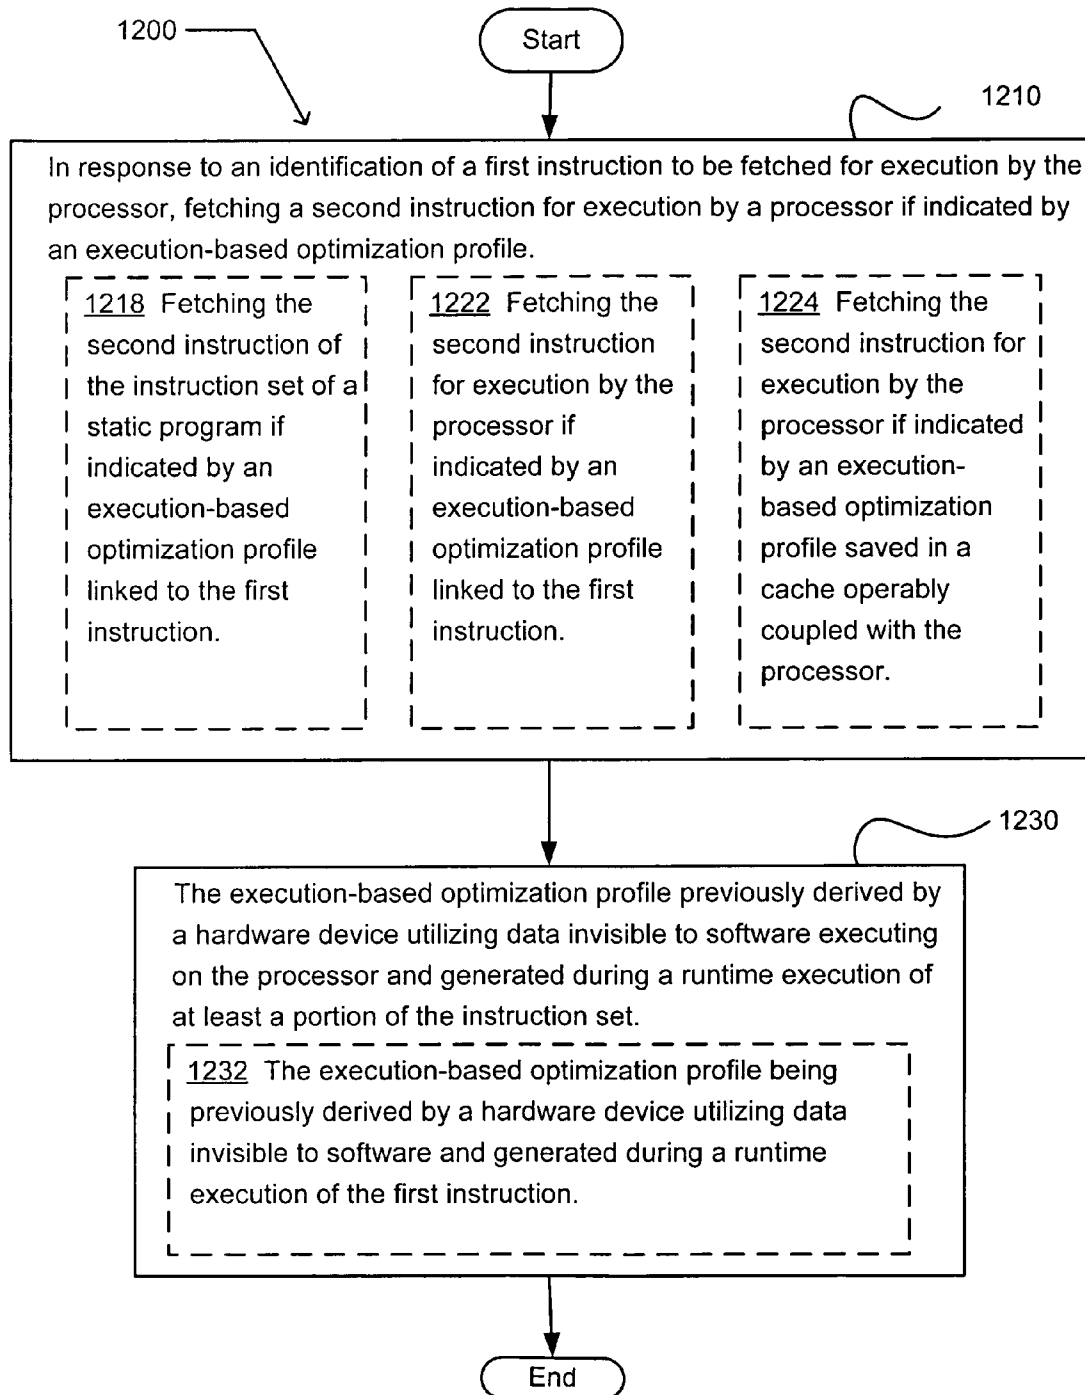 1200
Start
1210
In response to an identification of a first instruction to be fetched for execution by the
processor, fetching a second instruction for execution by a processor if indicated by
an execution-based optimization profile.
1218 Fetching the
second instruction of
the instruction set of a
static program if
indicated by an
execution-based
optimization profile
linked to the first
instruction.
1222 Fetching the
second instruction
for execution by the
processor if
indicated by an
execution-based
optimization profile
linked to the first
instruction.
1224 Fetching the
second instruction for
execution by the
processor if indicated
by an execution-
based optimization
profile saved in a
cache operably
coupled with the
processor.
1230
The execution-based optimization profile previously derived by
a hardware device utilizing data invisible to software executing
on the processor and generated during a runtime execution of
at least a portion of the instruction set.
1232 The execution-based optimization profile being
previously derived by a hardware device utilizing data
invisible to software and generated during a runtime
execution of the first instruction.
End